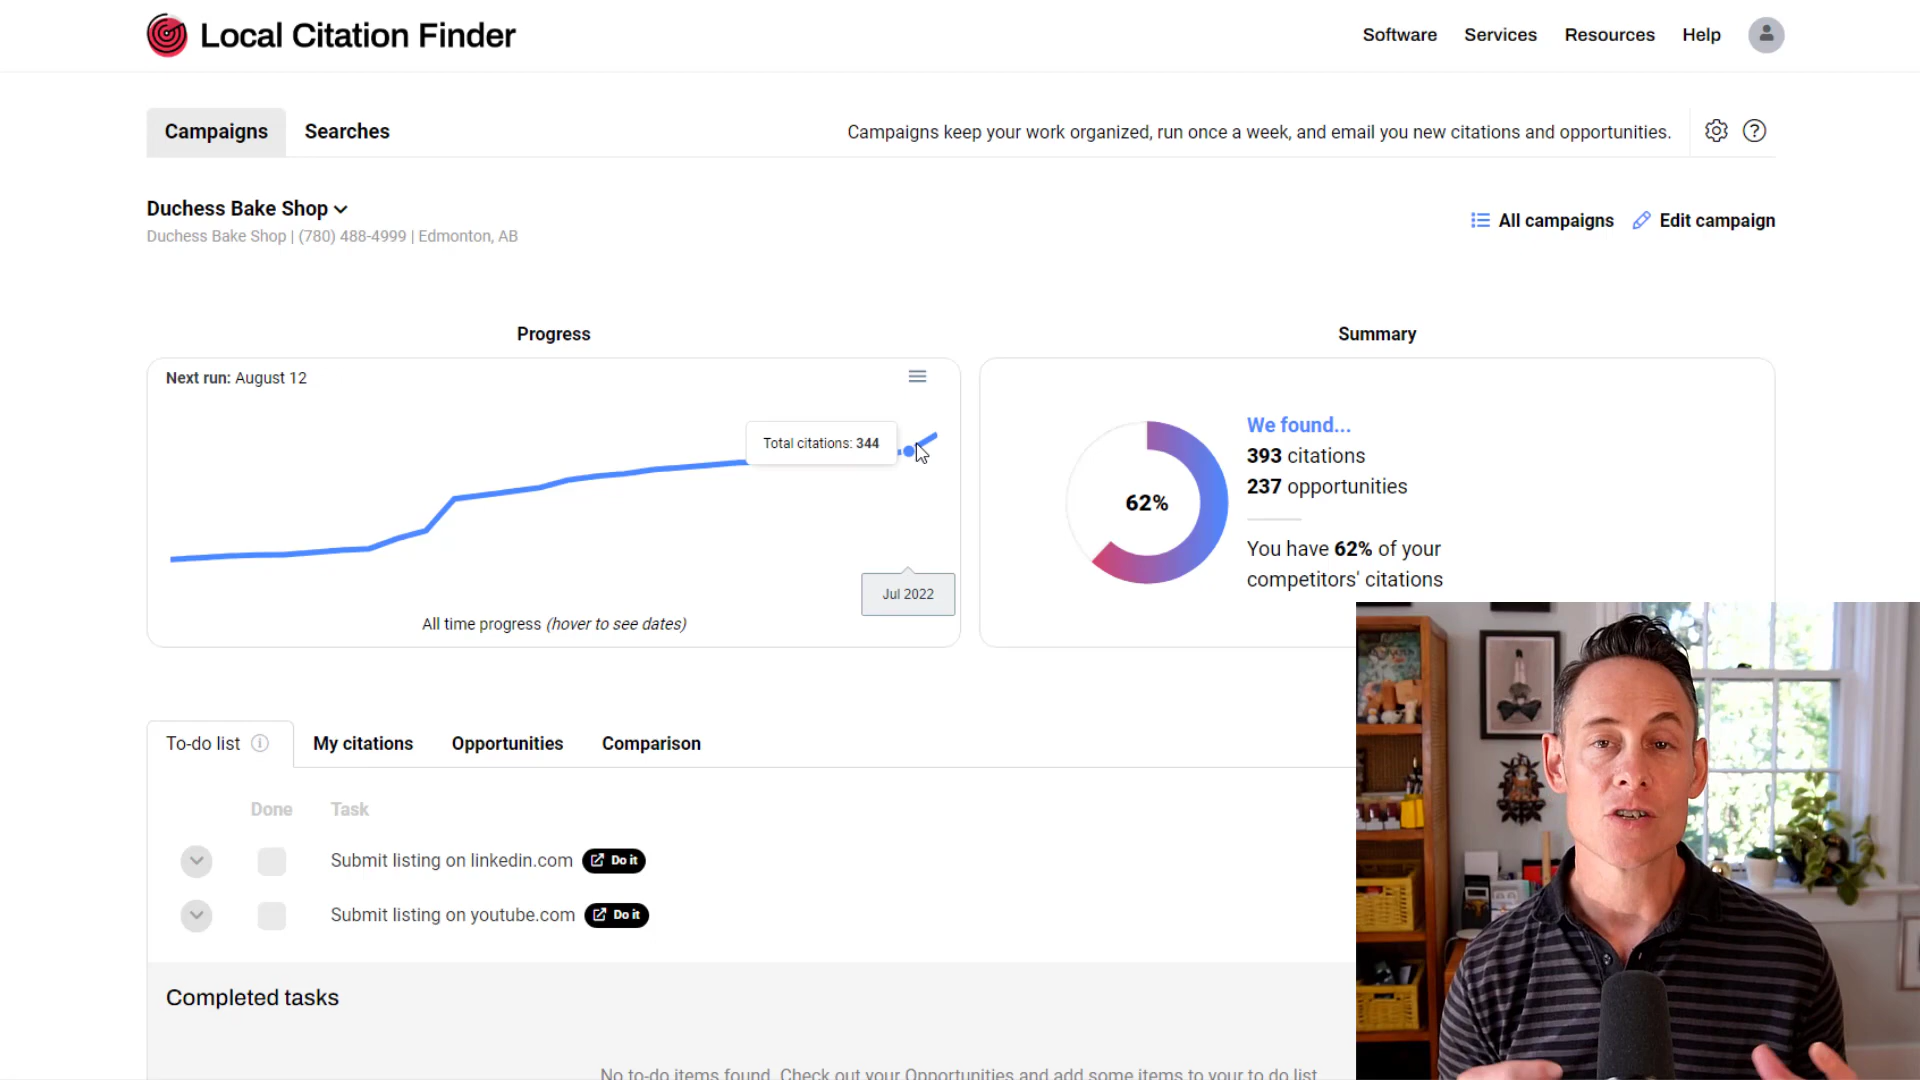 Local Citation Finder
Software Services Resources Help
Campaigns Searches
Campaigns keep your work organized, run once a week, and email you new citations and opportunities.
Duchess Bake Shop
Duchess Bake Shop | (780) 488-4999 | Edmonton, AB
All campaigns Edit campaign
Progress
Next run: August 12
Total citations: 344
Jul 2022
All time progress (hover to see dates)
Summary
62%
We found...
393 citations
237 opportunities
You have 62% of your
competitors' citations
To-do list My citations Opportunities Comparison
Done Task
Submit listing on linkedin.com Do it
Submit listing on youtube.com Do it
Completed tasks
No to-do items found. Check out your Opportunities and add some items to your to do list